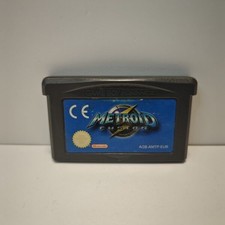 CE
METROID
FUSION
Nintendo